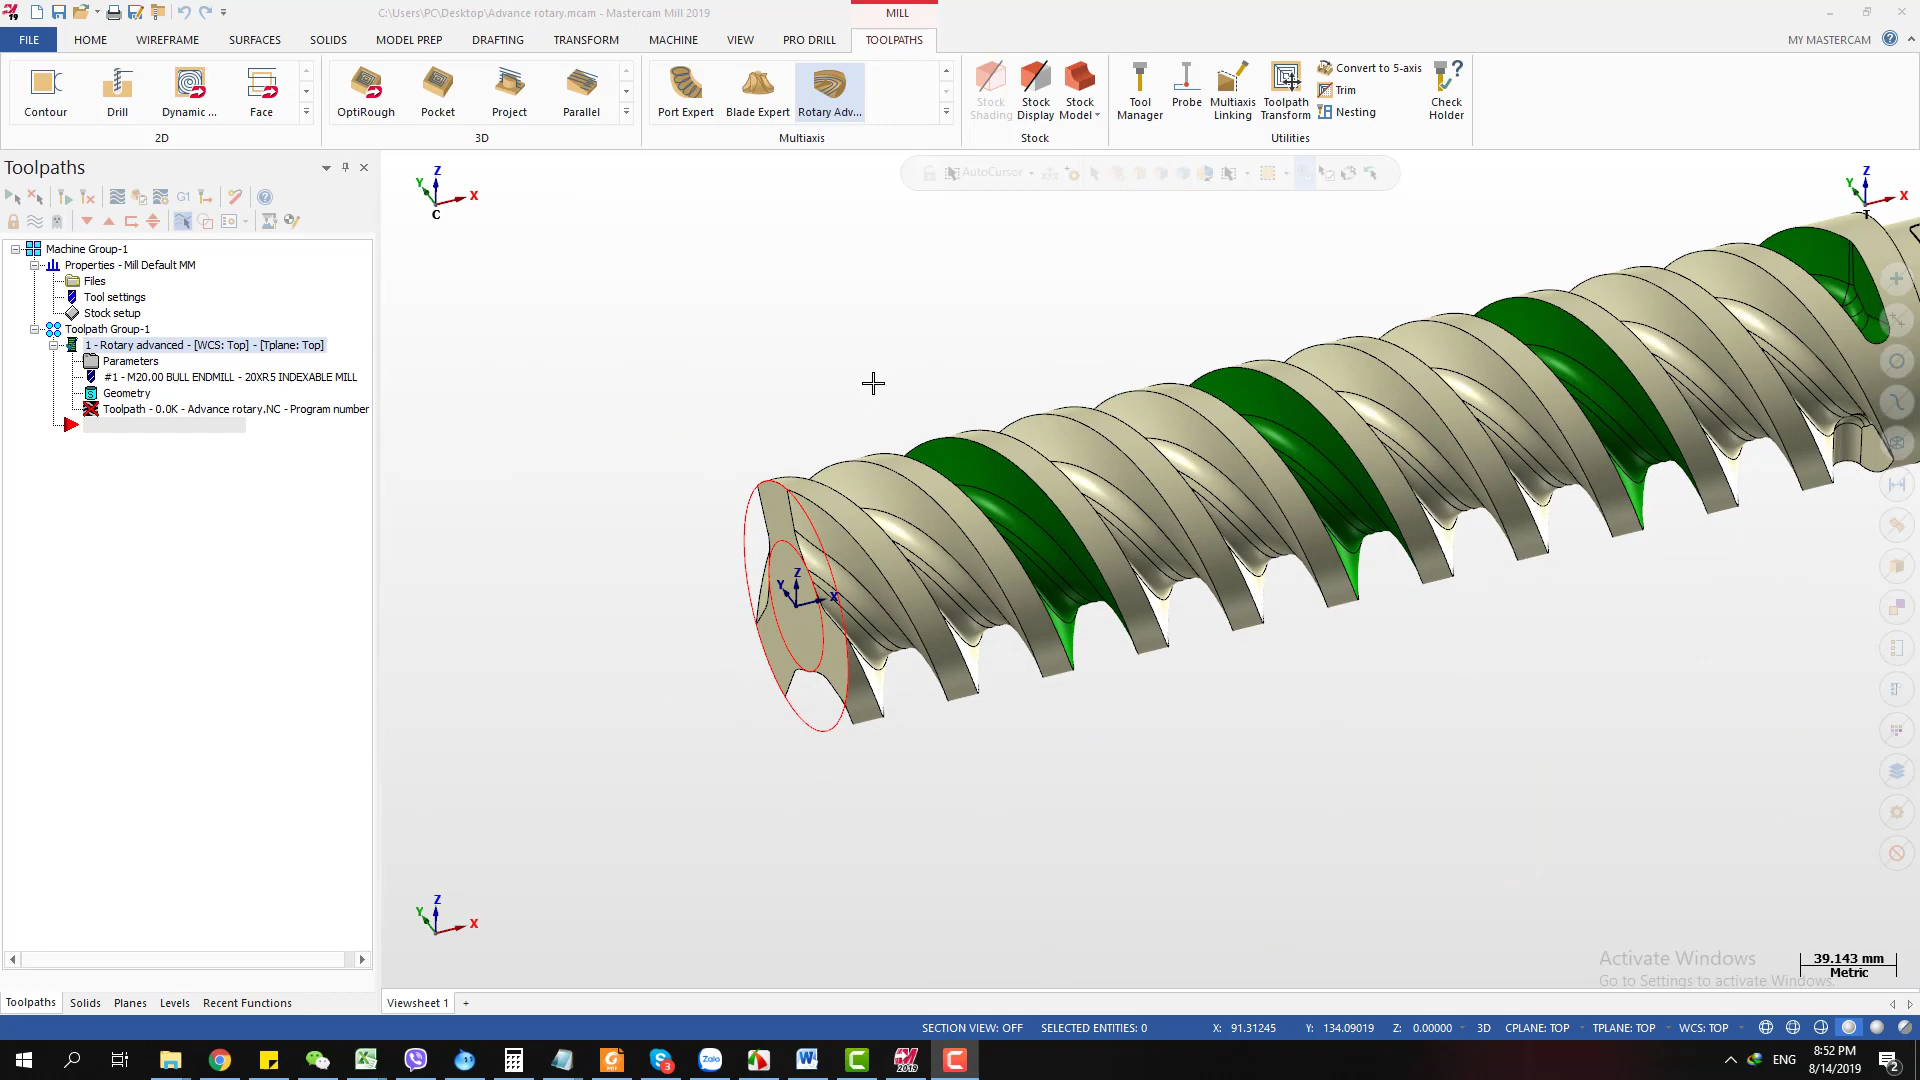 C:\Users\PC\Desktop\Advance rotary.mcam - Mastercam Mill 2019
MILL
FILE HOME WIREFRAME SURFACES SOLIDS MODEL PREP DRAFTING TRANSFORM MACHINE VIEW PRO DRILL TOOLPATHS MY MASTERCAM
Contour Drill Dynamic ... Face
2D
OptiRough Pocket Project Parallel
3D
Port Expert Blade Expert Rotary Adv...
Multiaxis
Stock Shading Stock Display Stock Model
Stock
Tool Manager Probe Multiaxis Linking Toolpath Transform
Convert to 5-axis
Trim
Nesting
Check Holder
Utilities
Toolpaths
G1
AutoCursor
Machine Group-1
Properties - Mill Default MM
Files
Tool settings
Stock setup
Toolpath Group-1
1 - Rotary advanced - [WCS: Top] - [Tplane: Top]
Parameters
#1 - M20.00 BULL ENDMILL - 20XR5 INDEXABLE MILL
Geometry
Toolpath - 0.0K - Advance rotary.NC - Program number
Z
Y
X
C
Z
Y
X
T
Z
Y
X
Z
Y
X
39.143 mm
Metric
Activate Windows
Go to Settings to activate Windows.
Toolpaths Solids Planes Levels Recent Functions
Viewsheet 1 +
SECTION VIEW: OFF SELECTED ENTITIES: 0 X: 91.31245 Y: 134.09019 Z: 0.00000 3D CPLANE: TOP TPLANE: TOP WCS: TOP
ENG
8:52 PM
8/14/2019